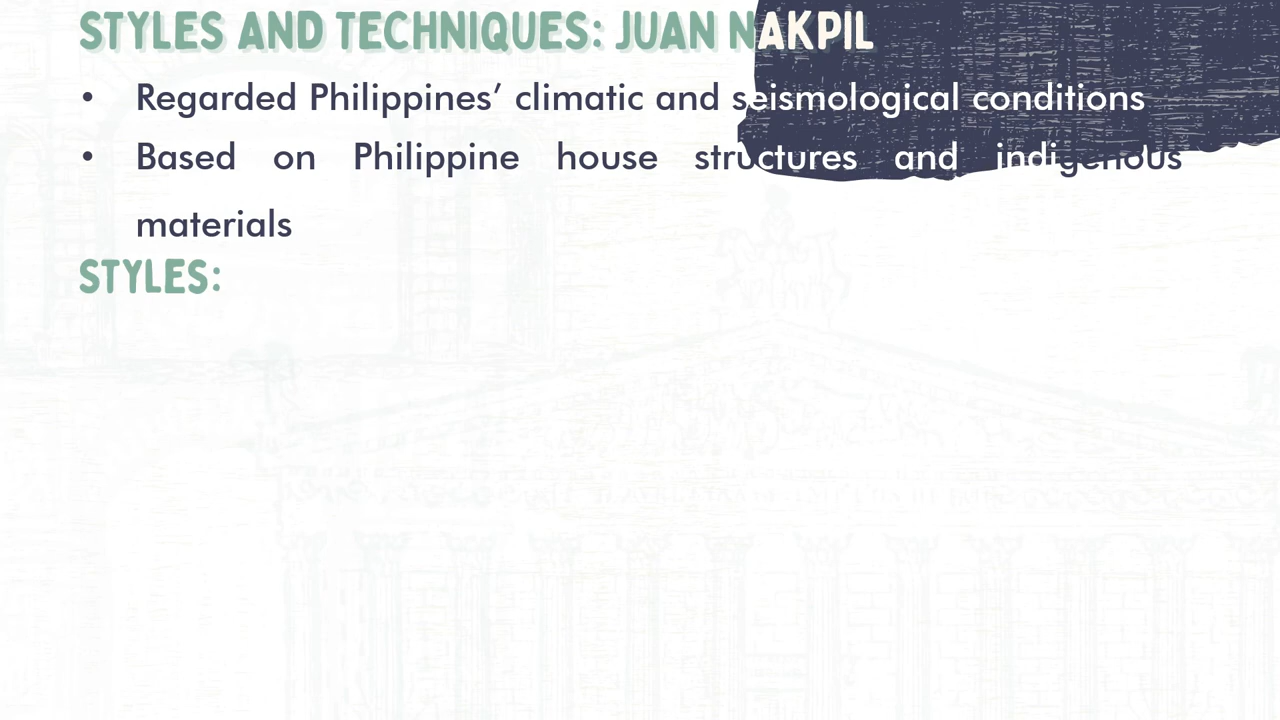 STYLES AND TECHNIQUES: JUAN NAKPIL
• Regarded Philippines’ climatic and seismological conditions
• Based on Philippine house structures and indigenous
materials
STYLES: